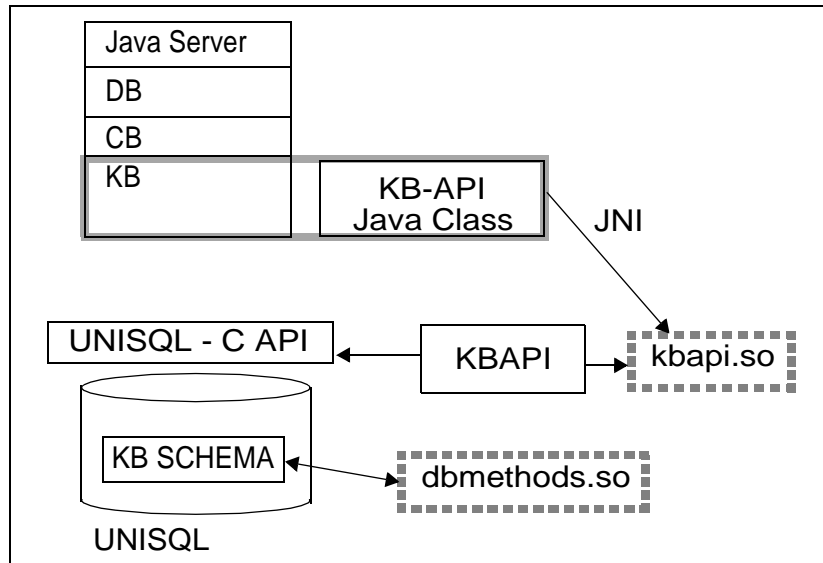 Java Server
DB
CB
KB
KB-API
Java Class
JNI
UNISQL - C API
KBAPI
kbapi.so
KB SCHEMA
dbmethods.so
UNISQL